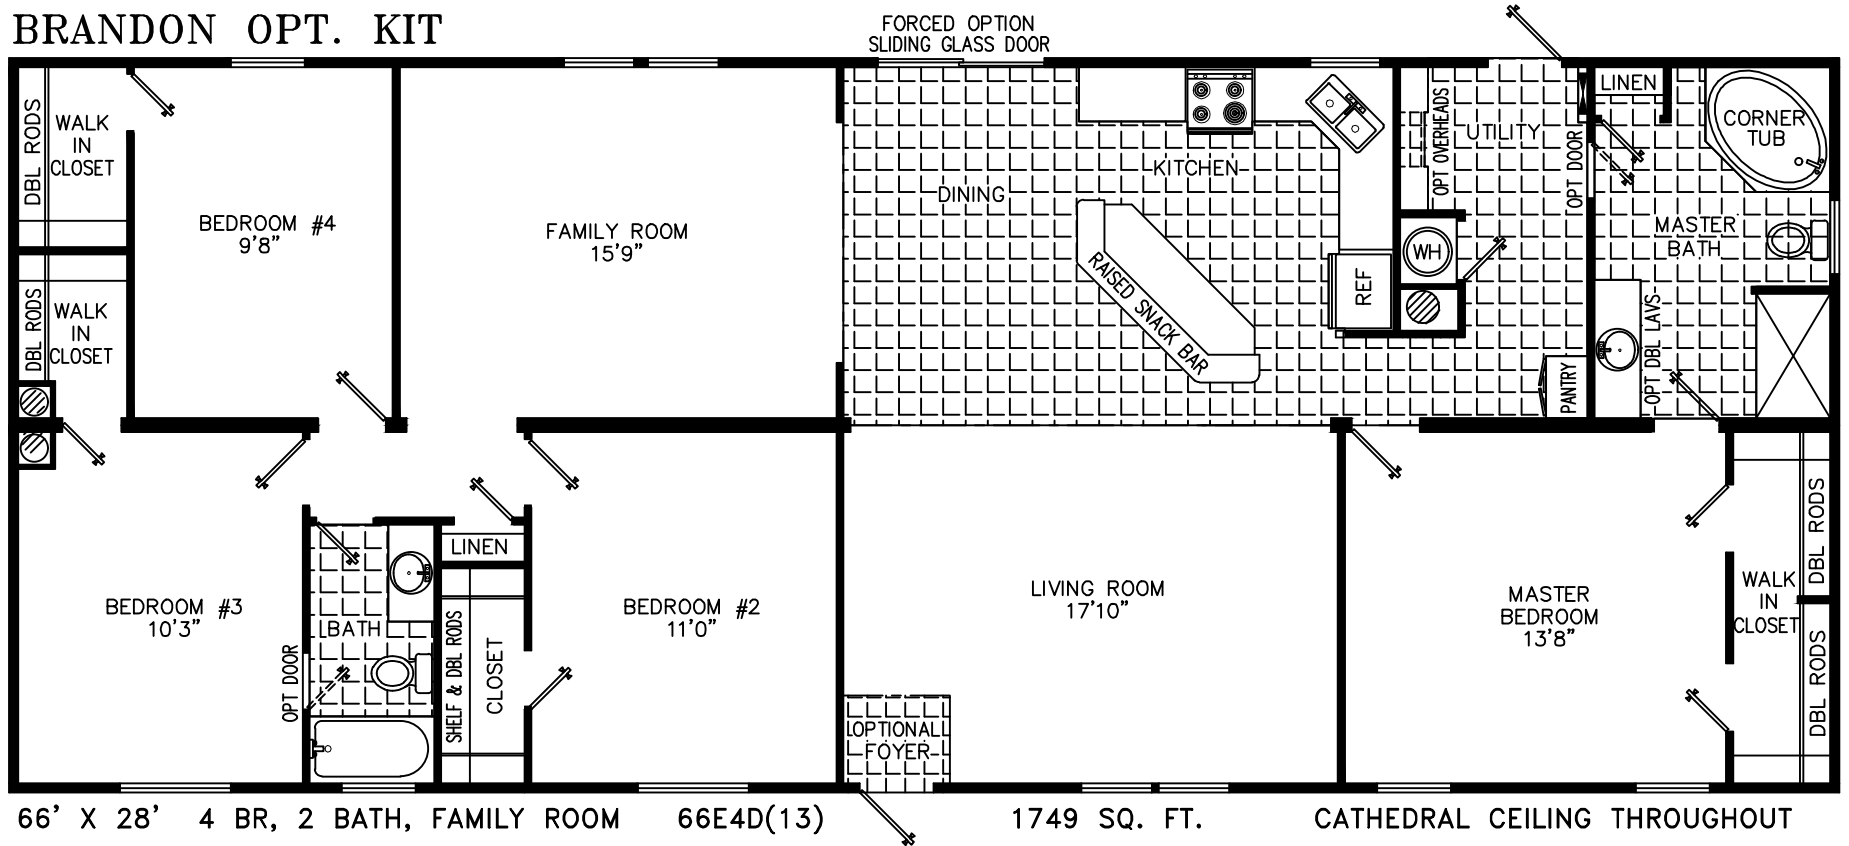 BRANDON OPT. KIT
FORCED OPTION
SLIDING GLASS DOOR
DBL RODS
WALK
IN
CLOSET
BEDROOM #4
9'8"
FAMILY ROOM
15'9"
DINING
KITCHEN
RAISED SNACK BAR
REF
OPT OVERHEADS
UTILITY
OPT DOOR
WH
PANTRY
LINEN
CORNER
TUB
MASTER
BATH
OPT DBL LAVS
DBL RODS
WALK
IN
CLOSET
BEDROOM #3
10'3"
OPT DOOR
BATH
LINEN
SHELF & DBL RODS
CLOSET
BEDROOM #2
11'0"
LIVING ROOM
17'10"
OPTIONAL
FOYER
MASTER
BEDROOM
13'8"
WALK
IN
CLOSET
DBL RODS
DBL RODS
66' X 28' 4 BR, 2 BATH, FAMILY ROOM 66E4D(13) 1749 SQ. FT. CATHEDRAL CEILING THROUGHOUT